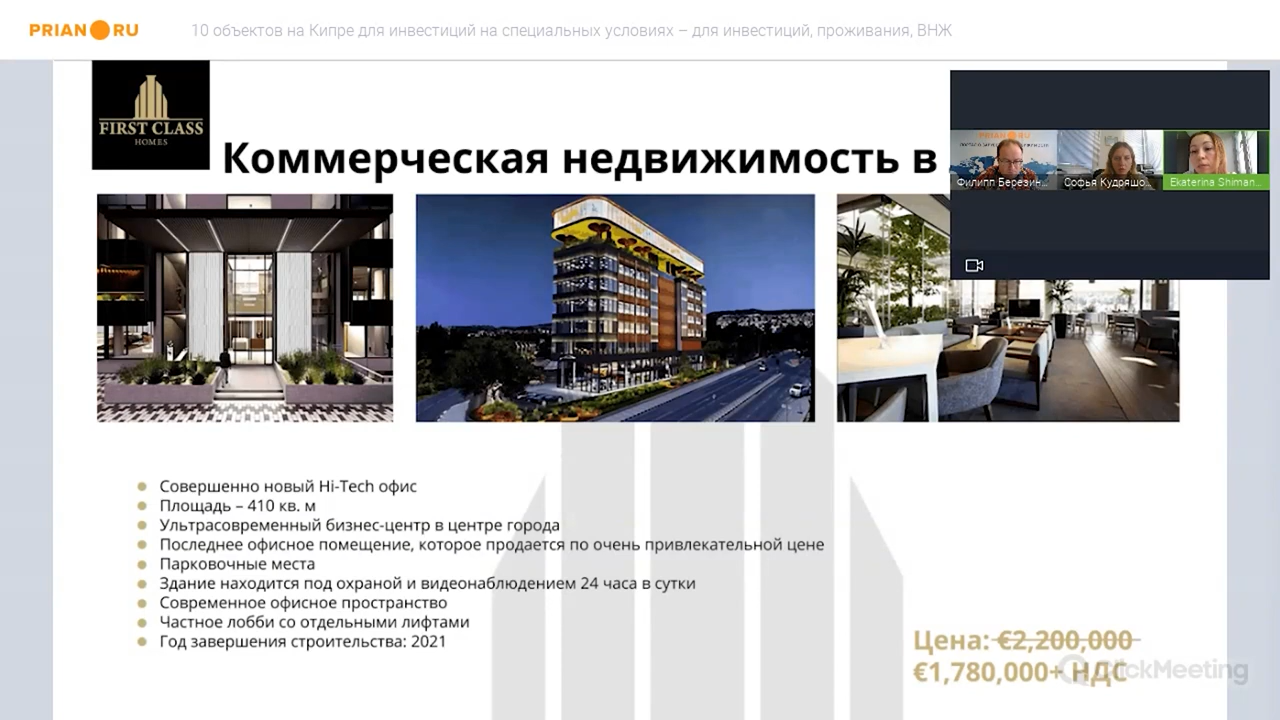 PRIAN RU
10 объектов на Кипре для инвестиций на специальных условиях – для инвестиций, проживания, ВНЖ
FIRST CLASS
HOMES
Коммерческая недвижимость в
PRIAN RU
Филипп Березин...
Софья Кудряшо...
Ekaterina Shiman...
Совершенно новый Hi-Tech офис
Площадь – 410 кв. м
Ультрасовременный бизнес-центр в центре города
Последнее офисное помещение, которое продается по очень привлекательной цене
Парковочные места
Здание находится под охраной и видеонаблюдением 24 часа в сутки
Современное офисное пространство
Частное лобби со отдельными лифтами
Год завершения строительства: 2021
Цена: €2,200,000
€1,780,000+ НДС
ClickMeeting